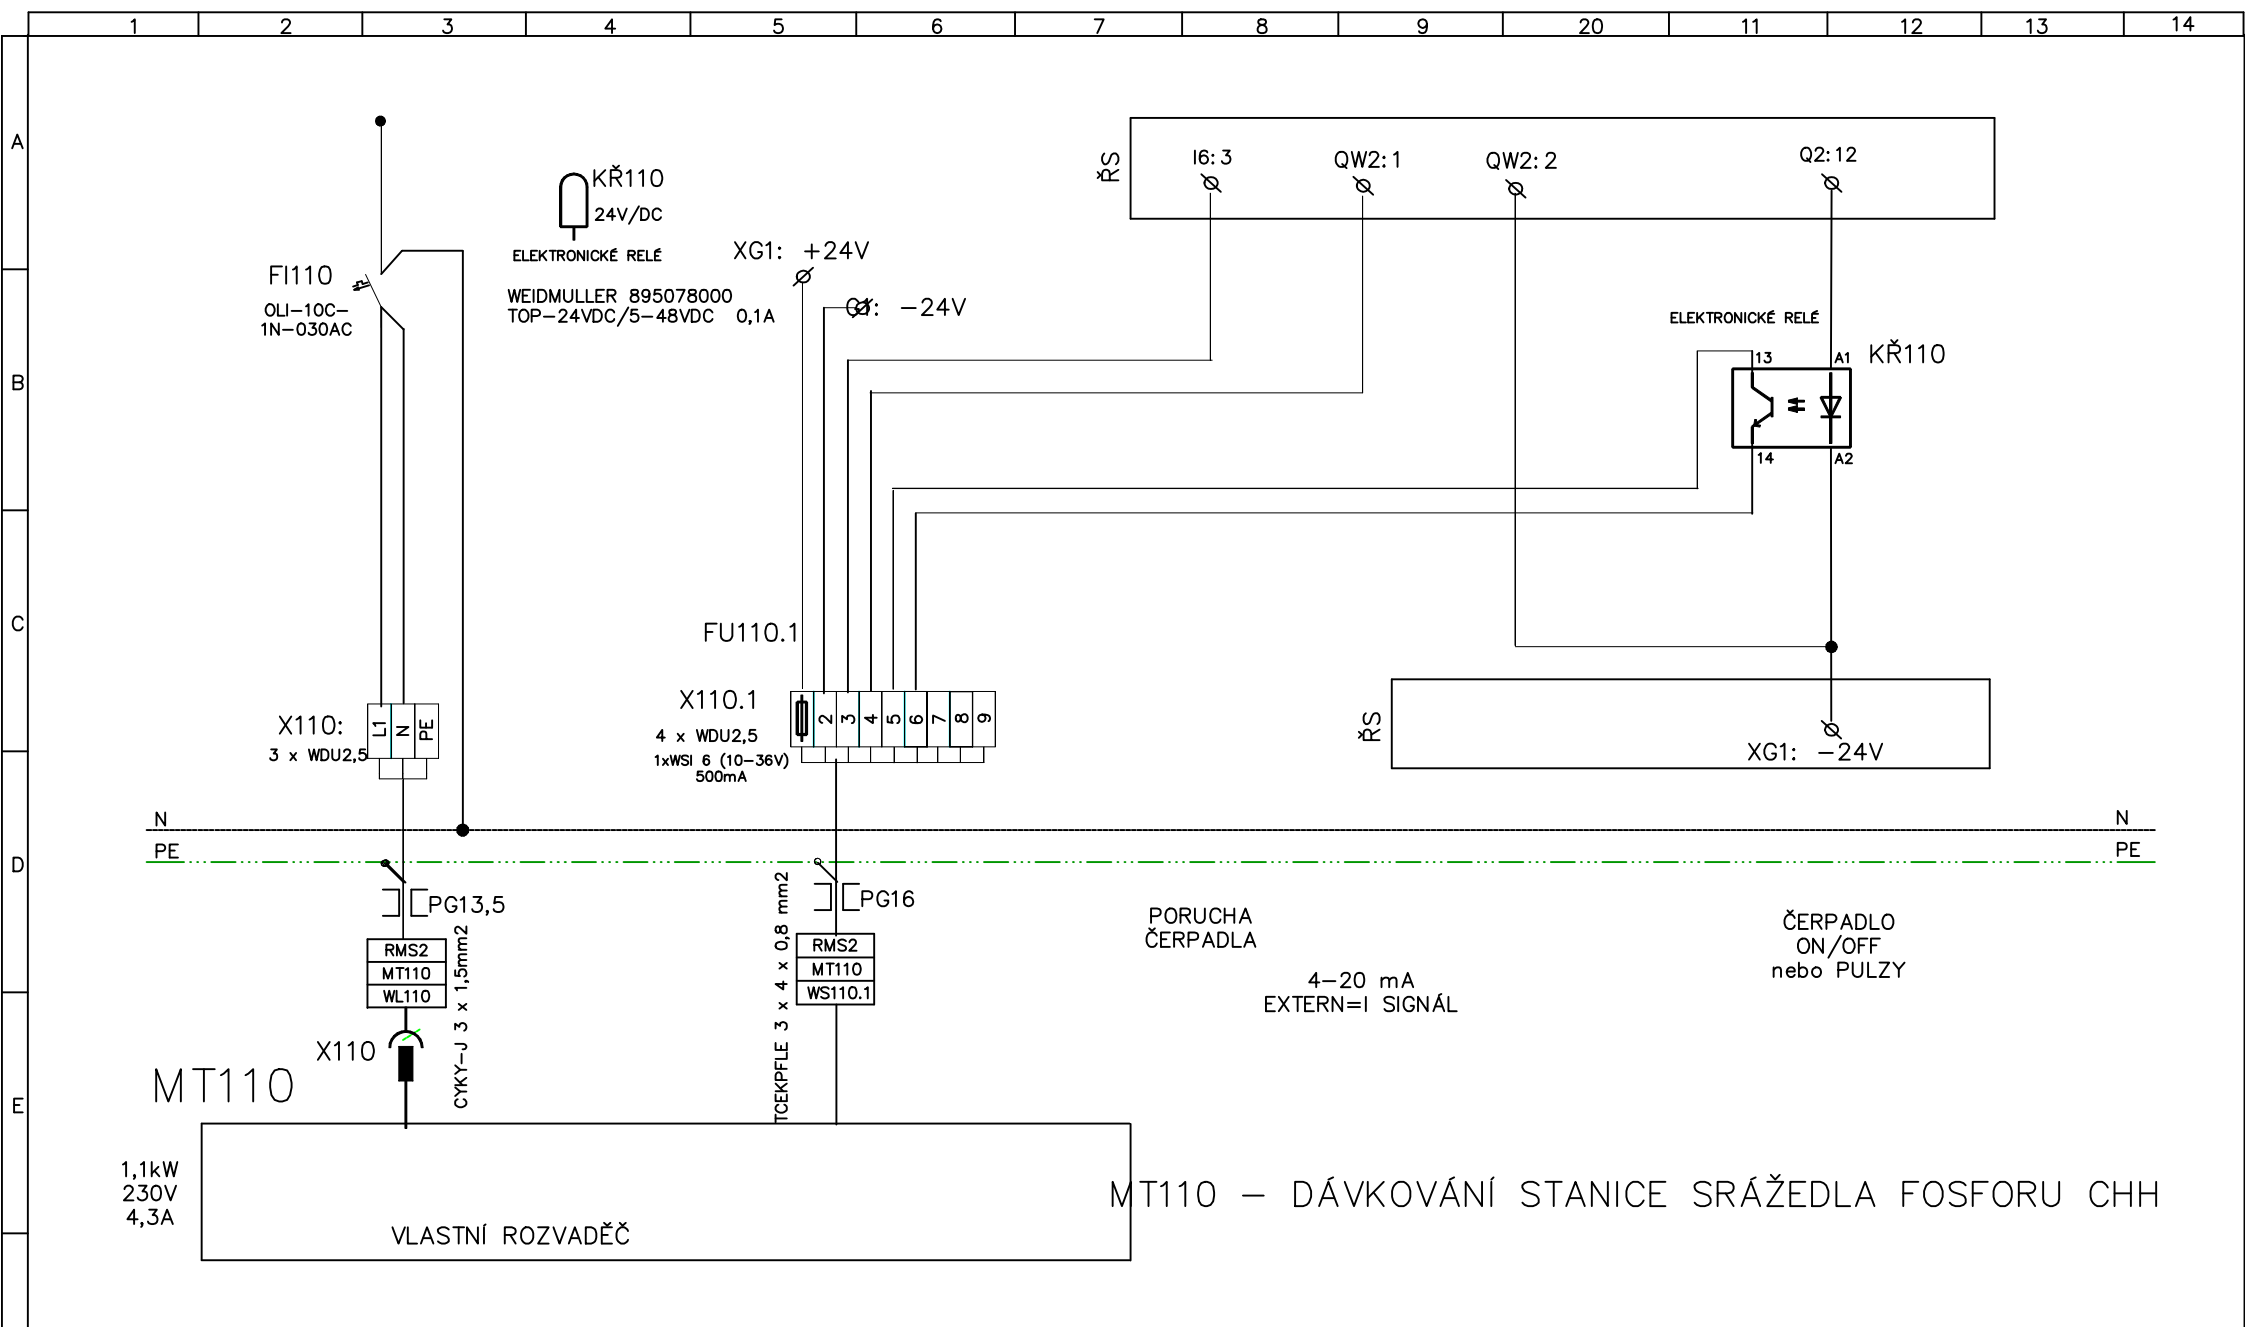 1 2 3 4 5 6 7 8 9 20 11 12 13 14
A
B
C
D
E
KŘ110
24V/DC
ELEKTRONICKÉ RELÉ
WEIDMULLER 895078000
TOP-24VDC/5-48VDC 0,1A
FI110
OLI-10C-
1N-030AC
XG1: +24V
: -24V
ŘS
I6:3
QW2:1
QW2:2
Q2:12
ELEKTRONICKÉ RELÉ
13
A1
KŘ110
14
A2
FU110.1
X110.1
4 x WDU2,5
1xWSI 6 (10-36V)
500mA
2 3 4 5 6 7 8 9
X110:
3 x WDU2,5
L1 N PE
ŘS
XG1: -24V
N
N
PE
PE
PG13,5
RMS2
MT110
WL110
CYKY-J 3 x 1,5mm2
X110
PG16
RMS2
MT110
WS110.1
TCEKPFLE 3 x 4 x 0,8 mm2
PORUCHA
ČERPADLA
4-20 mA
EXTERN=I SIGNÁL
ČERPADLO
ON/OFF
nebo PULZY
MT110
1,1kW
230V
4,3A
VLASTNÍ ROZVADĚČ
MT110 - DÁVKOVÁNÍ STANICE SRÁŽEDLA FOSFORU CHH